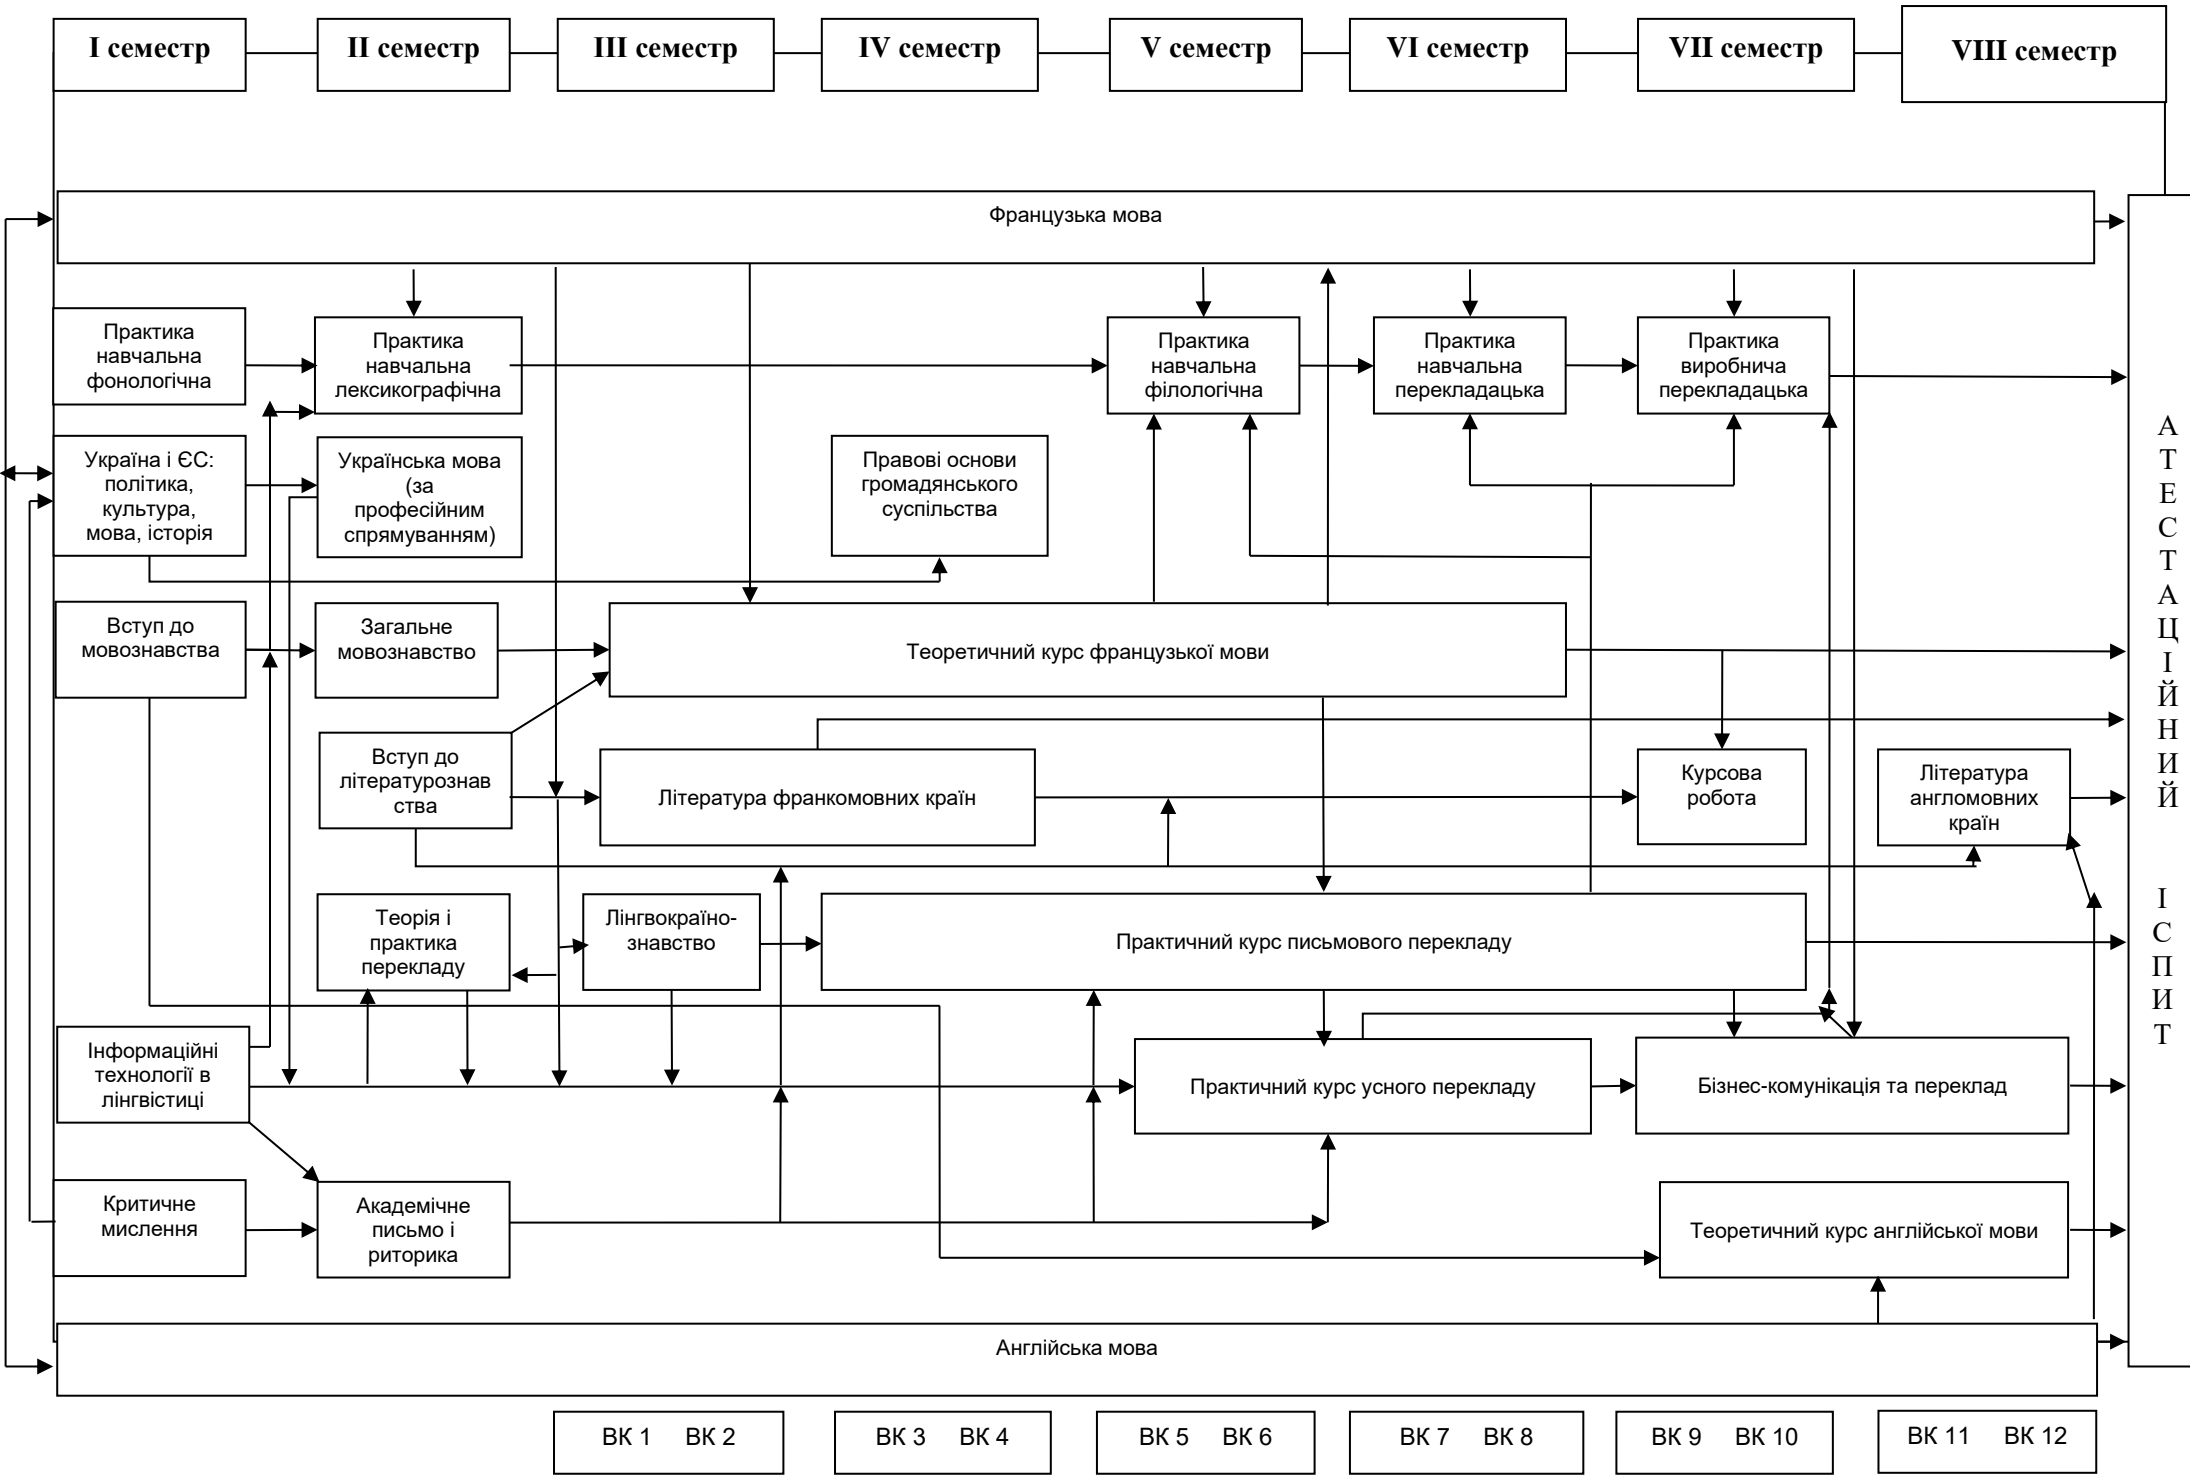 I семестр
II семестр
III семестр
IV семестр
V семестр
VI семестр
VII семестр
VIII семестр
Французька мова
Практика
навчальна
фонологічна
Практика
навчальна
лексикографічна
Практика
навчальна
філологічна
Практика
навчальна
перекладацька
Практика
виробнича
перекладацька
Україна і ЄС:
політика,
культура,
мова, історія
Українська мова
(за
професійним
спрямуванням)
Правові основи
громадянського
суспільства
Вступ до
мовознавства
Загальне
мовознавство
Теоретичний курс французької мови
Вступ до
літературознав
ства
Література франкомовних країн
Курсова
робота
Література
англомовних
країн
Теорія і
практика
перекладу
Лінгвокраїно-
знавство
Практичний курс письмового перекладу
Інформаційні
технології в
лінгвістиці
Практичний курс усного перекладу
Бізнес-комунікація та переклад
Критичне
мислення
Академічне
письмо і
риторика
Теоретичний курс англійської мови
Англійська мова
А
Т
Е
С
Т
А
Ц
І
Й
Н
И
Й
І
С
П
И
Т
ВК 1 ВК 2
ВК 3 ВК 4
ВК 5 ВК 6
ВК 7 ВК 8
ВК 9 ВК 10
ВК 11 ВК 12